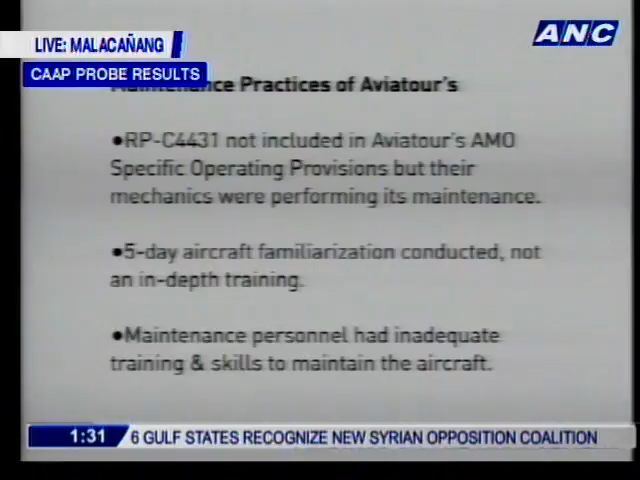 ANC
LIVE: MALACAÑANG
CAAP PROBE RESULTS
Maintenance Practices of Aviatour's
●RP-C4431 not included in Aviatour's AMO
Specific Operating Provisions but their
mechanics were performing its maintenance.
●5-day aircraft familiarization conducted, not
an in-depth training.
●Maintenance personnel had inadequate
training & skills to maintain the aircraft.
1:31 6 GULF STATES RECOGNIZE NEW SYRIAN OPPOSITION COALITION